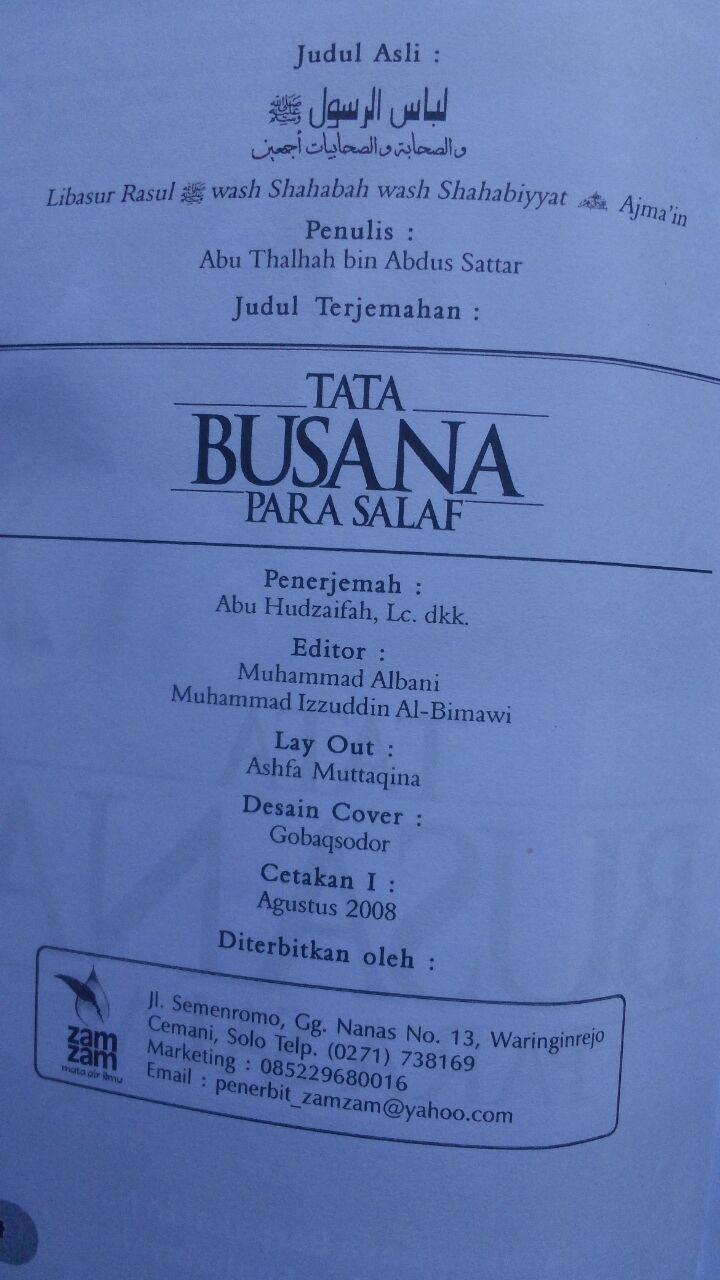 Judul Asli :
لباس الرسول ﷺ
والصحابة والصحابيات أجمعين
Libasur Rasul ﷺ wash Shahabah wash Shahabiyyat Ajma'in
Penulis :
Abu Thalhah bin Abdus Sattar
Judul Terjemahan :
TATA
BUSANA
PARA SALAF
Penerjemah :
Abu Hudzaifah, Lc. dkk.
Editor :
Muhammad Albani
Muhammad Izzuddin Al-Bimawi
Lay Out :
Ashfa Muttaqina
Desain Cover :
Gobaqsodor
Cetakan I :
Agustus 2008
Diterbitkan oleh :
zam
zam
mata air ilmu
Jl. Semenromo, Gg. Nanas No. 13, Waringinrejo
Cemani, Solo Telp. (0271) 738169
Marketing : 085229680016
Email : penerbit_zamzam@yahoo.com